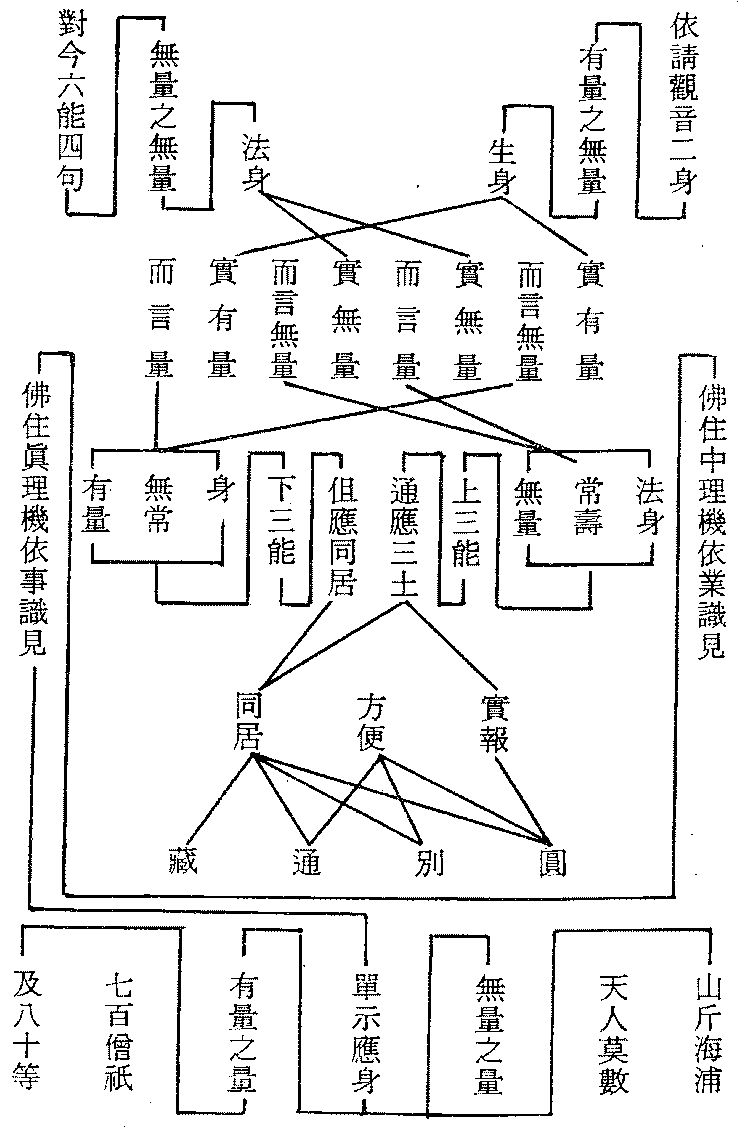 依請觀音二身
有量之無量
生身
法身
無量之無量
對今六能四句
實有量
而言無量
實無量
而言量
實無量
而言無量
實有量
而言量
佛住中理機依業識見
法身
常壽
無量
上三能
通應三土
但應同居
下三能
身
無常
有量
佛住眞理機依事識見
實報
方便
同居
圓
別
通
藏
山斤海浦
天人莫數
無量之量
單示應身
有量之量
七百僧祇
及八十等